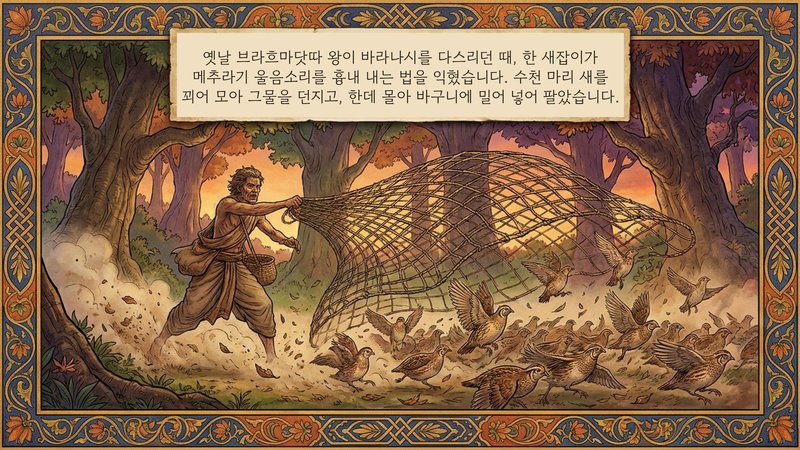 옛날 브라흐마닷따 왕이 바라나시를 다스리던 때, 한 새잡이가
메추라기 울음소리를 흉내 내는 법을 익혔습니다. 수천 마리 새를
꾀어 모아 그물을 던지고, 한데 몰아 바구니에 밀어 넣어 팔았습니다.